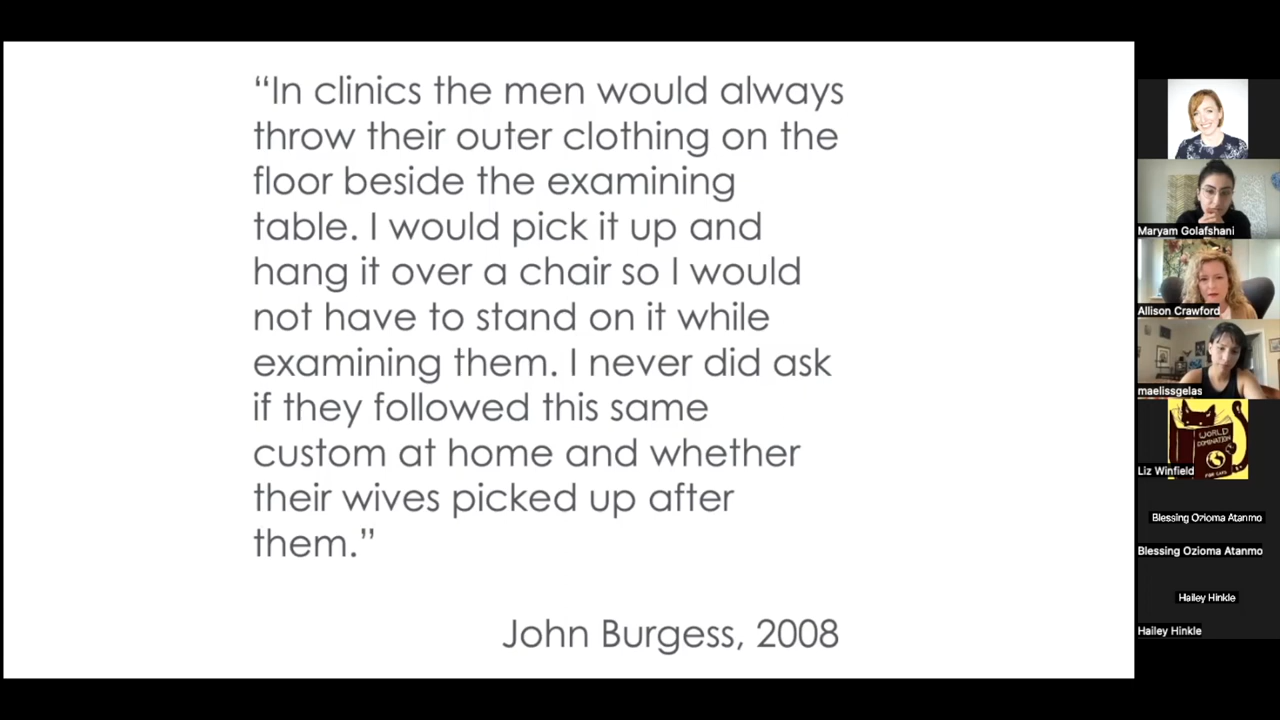 “In clinics the men would always
throw their outer clothing on the
floor beside the examining
table. I would pick it up and
hang it over a chair so I would
not have to stand on it while
examining them. I never did ask
if they followed this same
custom at home and whether
their wives picked up after
them.”
John Burgess, 2008
Maryam Golafshani
Allison Crawford
maelissgelas
WORLD
DOMINATION
FOR CATS
Liz Winfield
Blessing Ozioma Atanmo
Blessing Ozioma Atanmo
Hailey Hinkle
Hailey Hinkle